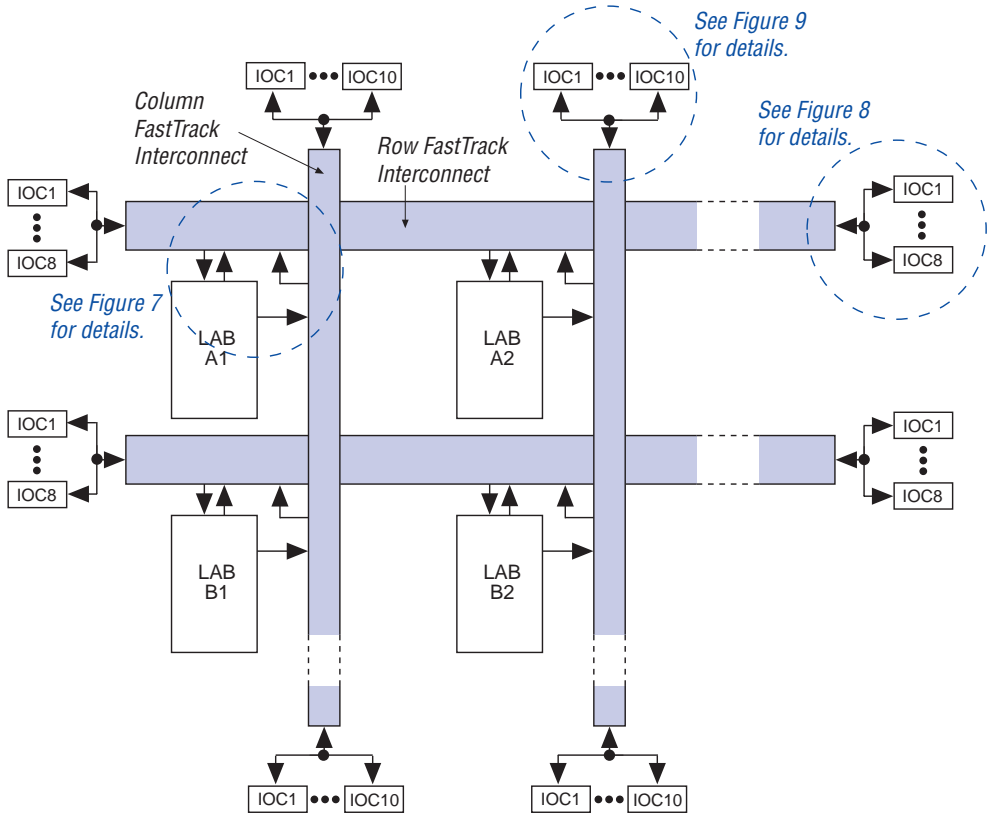 See Figure 9
for details.
IOC1
IOC10
IOC1
IOC10
Column
FastTrack
Interconnect
Row FastTrack
Interconnect
See Figure 8
for details.
IOC1
IOC8
IOC1
IOC8
See Figure 7
for details.
LAB
A1
LAB
A2
IOC1
IOC8
IOC1
IOC8
LAB
B1
LAB
B2
IOC1
IOC10
IOC1
IOC10